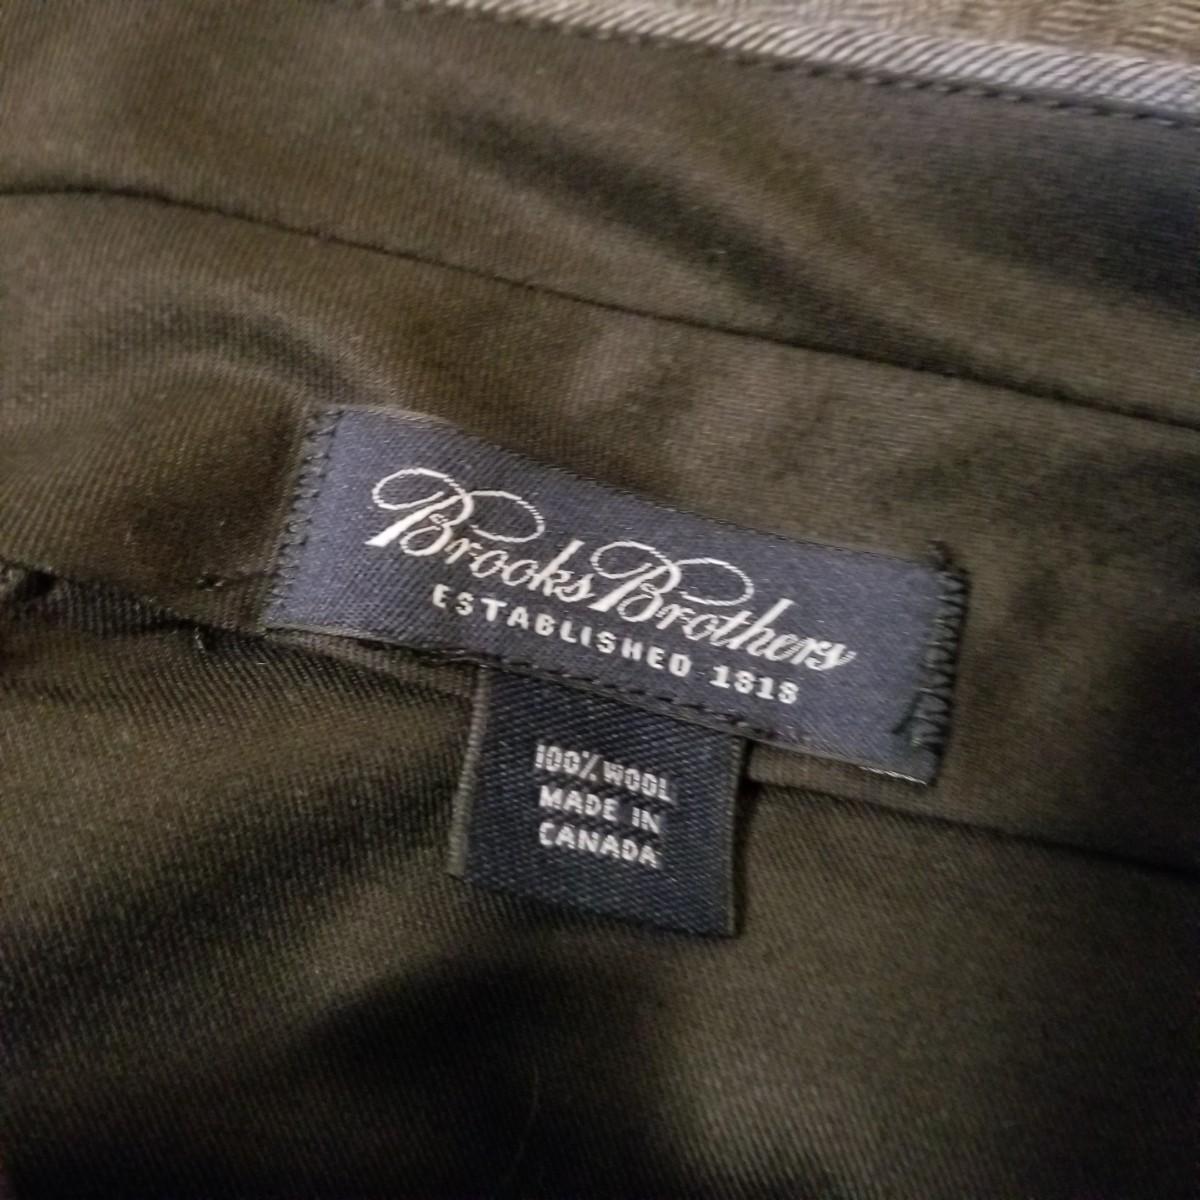 Brooks Brothers
ESTABLISHED 1818
100% WOOL
MADE IN
CANADA